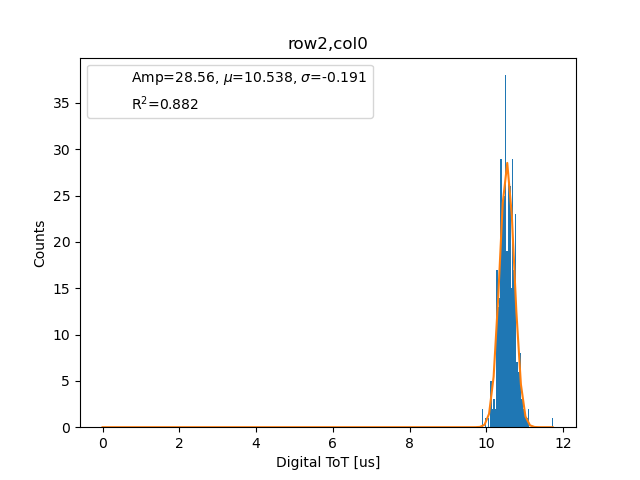 row2,col0
Amp=28.56, μ=10.538, σ=-0.191
R²=0.882
35
30
25
20
15
10
5
0
Counts
0 2 4 6 8 10 12
Digital ToT [us]